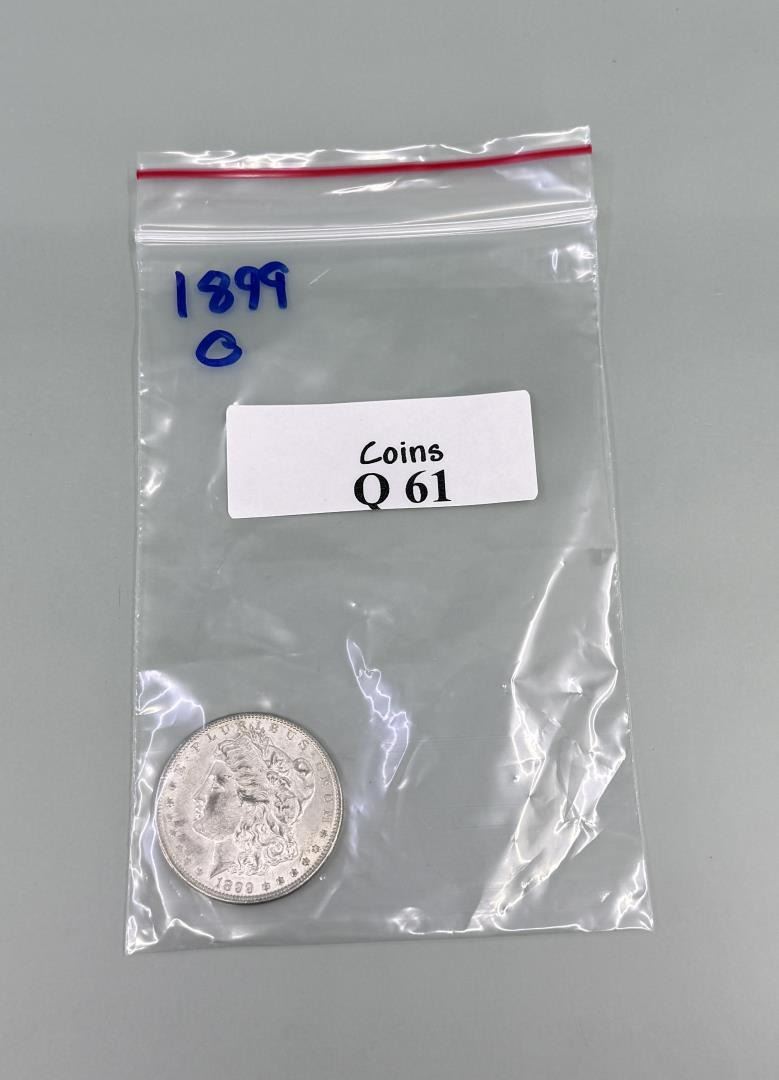 1899
O
Coins
Q 61
E·PLURIBUS·UNUM
1899